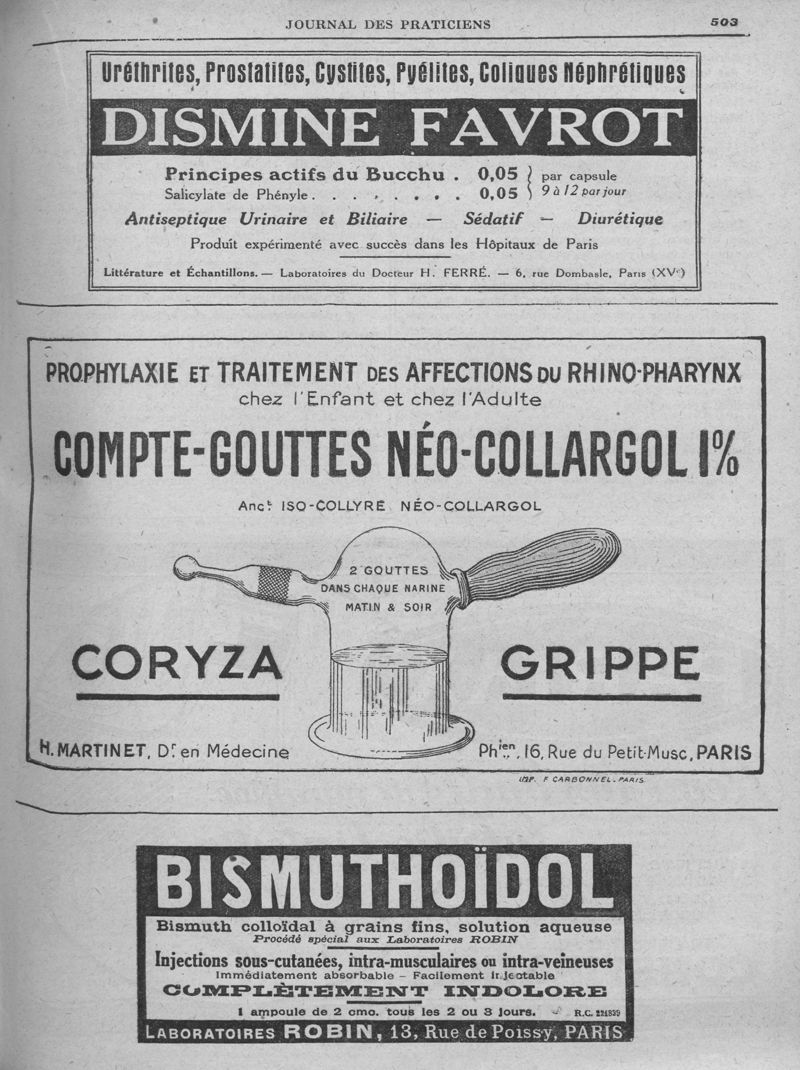 JOURNAL DES PRATICIENS 503
Uréthrites, Prostatites, Cystites, Pyélites, Coliques Néphrétiques
DISMINE FAVROT
Principes actifs du Bucchu . 0,05 } par capsule
Salicylate de Phényle . . . . . . . 0,05 } 9 à 12 par jour
Antiseptique Urinaire et Biliaire — Sédatif — Diurétique
Produit expérimenté avec succès dans les Hôpitaux de Paris
Littérature et Échantillons. — Laboratoires du Docteur H. FERRÉ. — 6, rue Dombasle, Paris (XVe)
PROPHYLAXIE ET TRAITEMENT DES AFFECTIONS DU RHINO-PHARYNX
chez l'Enfant et chez l'Adulte
COMPTE-GOUTTES NÉO-COLLARGOL 1%
Anct. ISO-COLLYRE NÉO-COLLARGOL
2 GOUTTES
DANS CHAQUE NARINE
MATIN & SOIR
CORYZA GRIPPE
H. MARTINET, Dr. en Médecine Phien., 16, Rue du Petit-Musc, PARIS
IMP. F. CARBONNEL. PARIS.
BISMUTHOÏDOL
Bismuth colloïdal à grains fins, solution aqueuse
Procédé spécial aux Laboratoires ROBIN
Injections sous-cutanées, intra-musculaires ou intra-veineuses
Immédiatement absorbable – Facilement injectable
COMPLÈTEMENT INDOLORE
1 ampoule de 2 cmc. tous les 2 ou 3 jours. R.C. 221839
LABORATOIRES ROBIN, 13, Rue de Poissy, PARIS